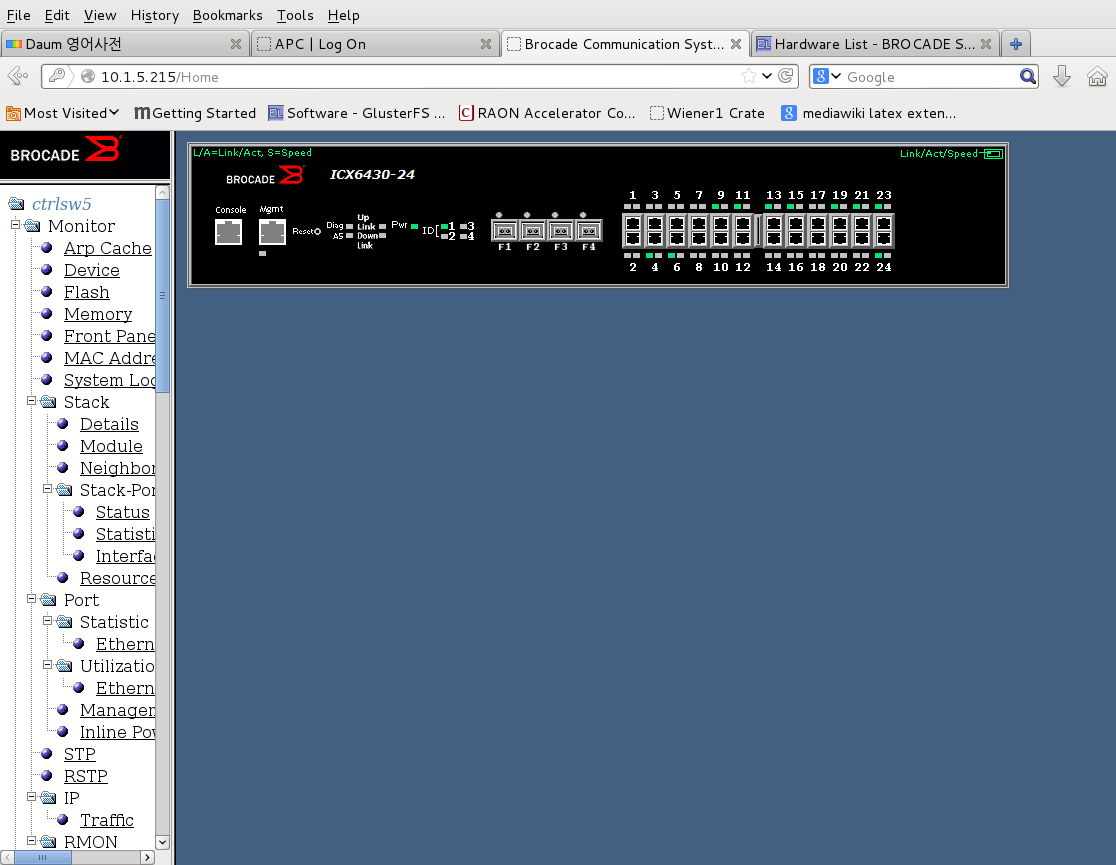 File Edit View History Bookmarks Tools Help
Daum 영어사전 APC | Log On Brocade Communication Syst... Hardware List - BROCADE S...
10.1.5.215/Home Google
Most Visited Getting Started Software - GlusterFS ... RAON Accelerator Co... Wiener1 Crate mediawiki latex exten...
BROCADE
ctrlsw5
Monitor
Arp Cache
Device
Flash
Memory
Front Pane
MAC Addre
System Log
Stack
Details
Module
Neighbor
Stack-Por
Status
Statisti
Interfac
Resource
Port
Statistic
Ethern
Utilizatio
Ethern
Manager
Inline Pow
STP
RSTP
IP
Traffic
RMON
L/A=Link/Act, S=Speed Link/Act/Speed
BROCADE ICX6430-24
1 3 5 7 9 11 13 15 17 19 21 23
Console Mgmt Reset
Diag Up Pwr ID 1 3
AS Link 2 4
Down
Link
F1 F2 F3 F4
2 4 6 8 10 12 14 16 18 20 22 24